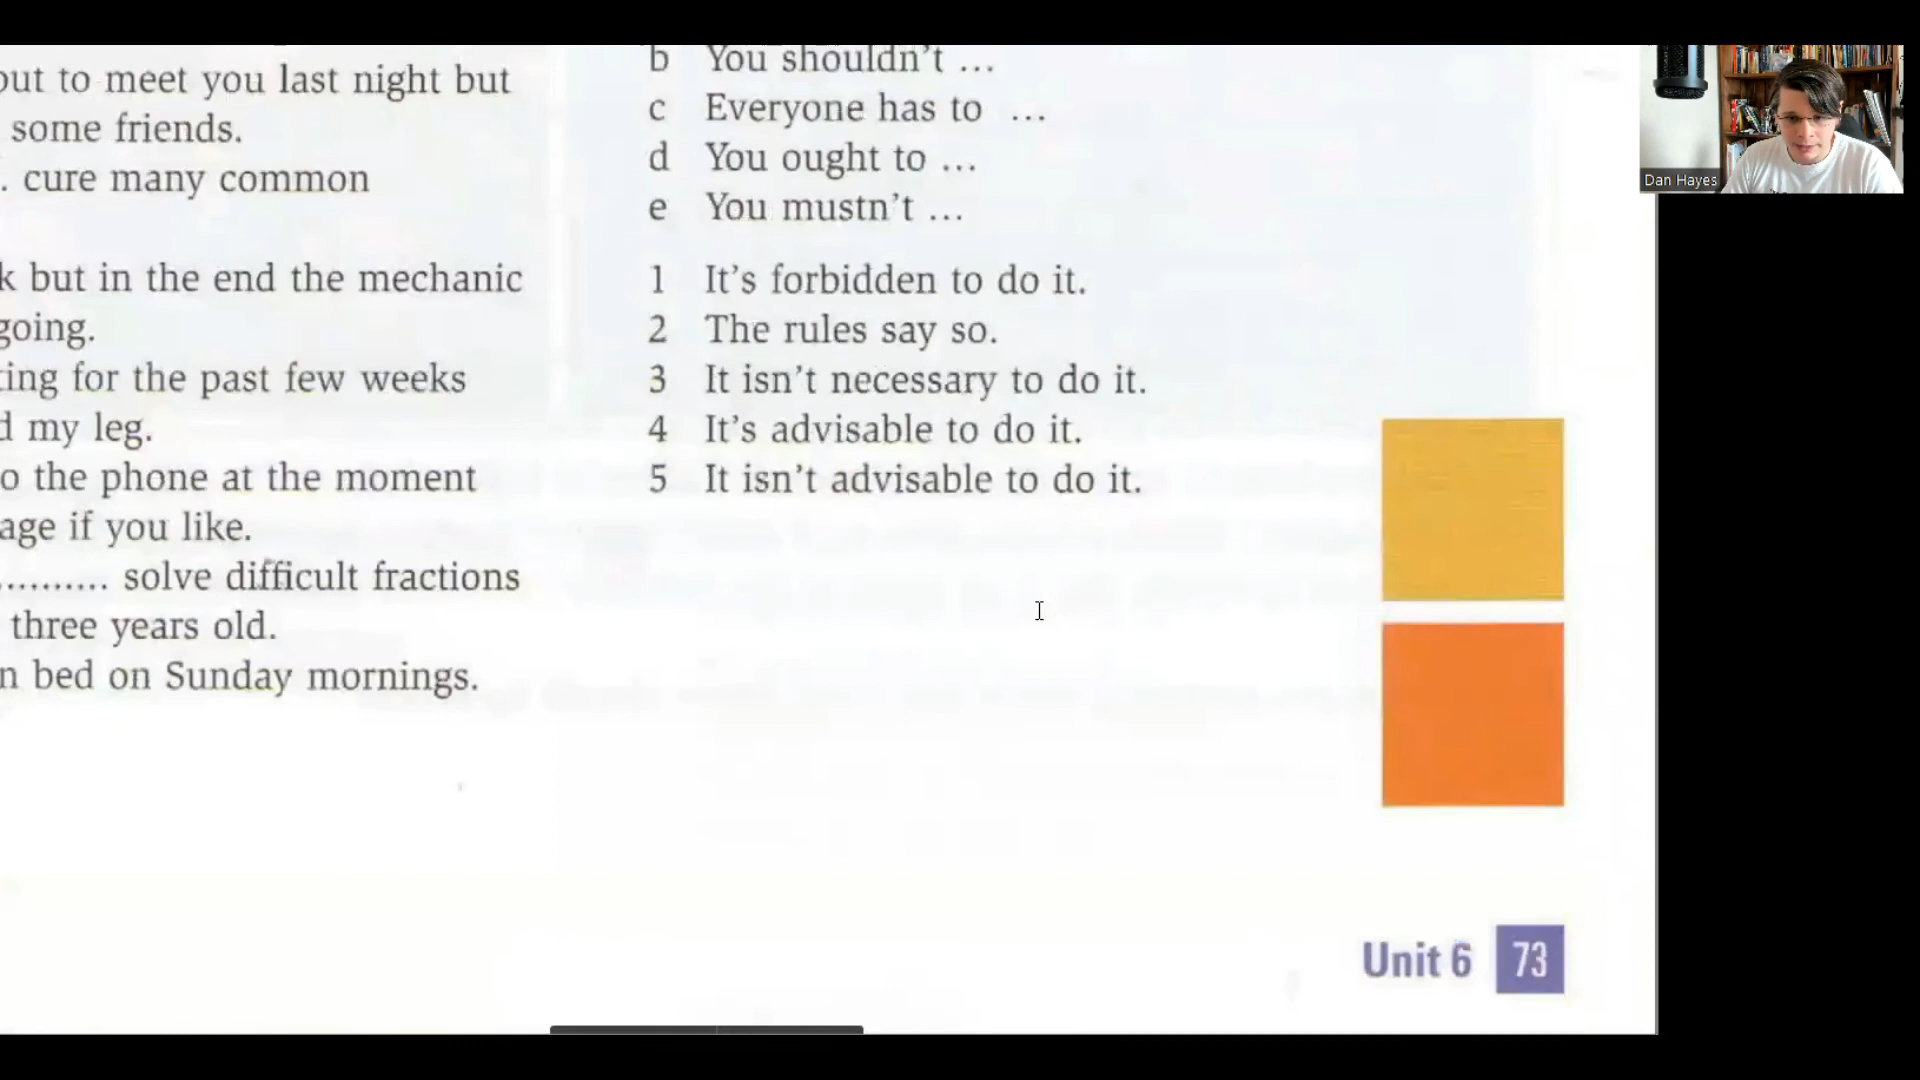 out to meet you last night but
some friends.
. cure many common
k but in the end the mechanic
going.
ting for the past few weeks
d my leg.
o the phone at the moment
age if you like.
.......... solve difficult fractions
three years old.
n bed on Sunday mornings.
b You shouldn't ...
c Everyone has to ...
d You ought to ...
e You mustn't ...
1 It's forbidden to do it.
2 The rules say so.
3 It isn't necessary to do it.
4 It's advisable to do it.
5 It isn't advisable to do it.
Unit 6 73
Dan Hayes